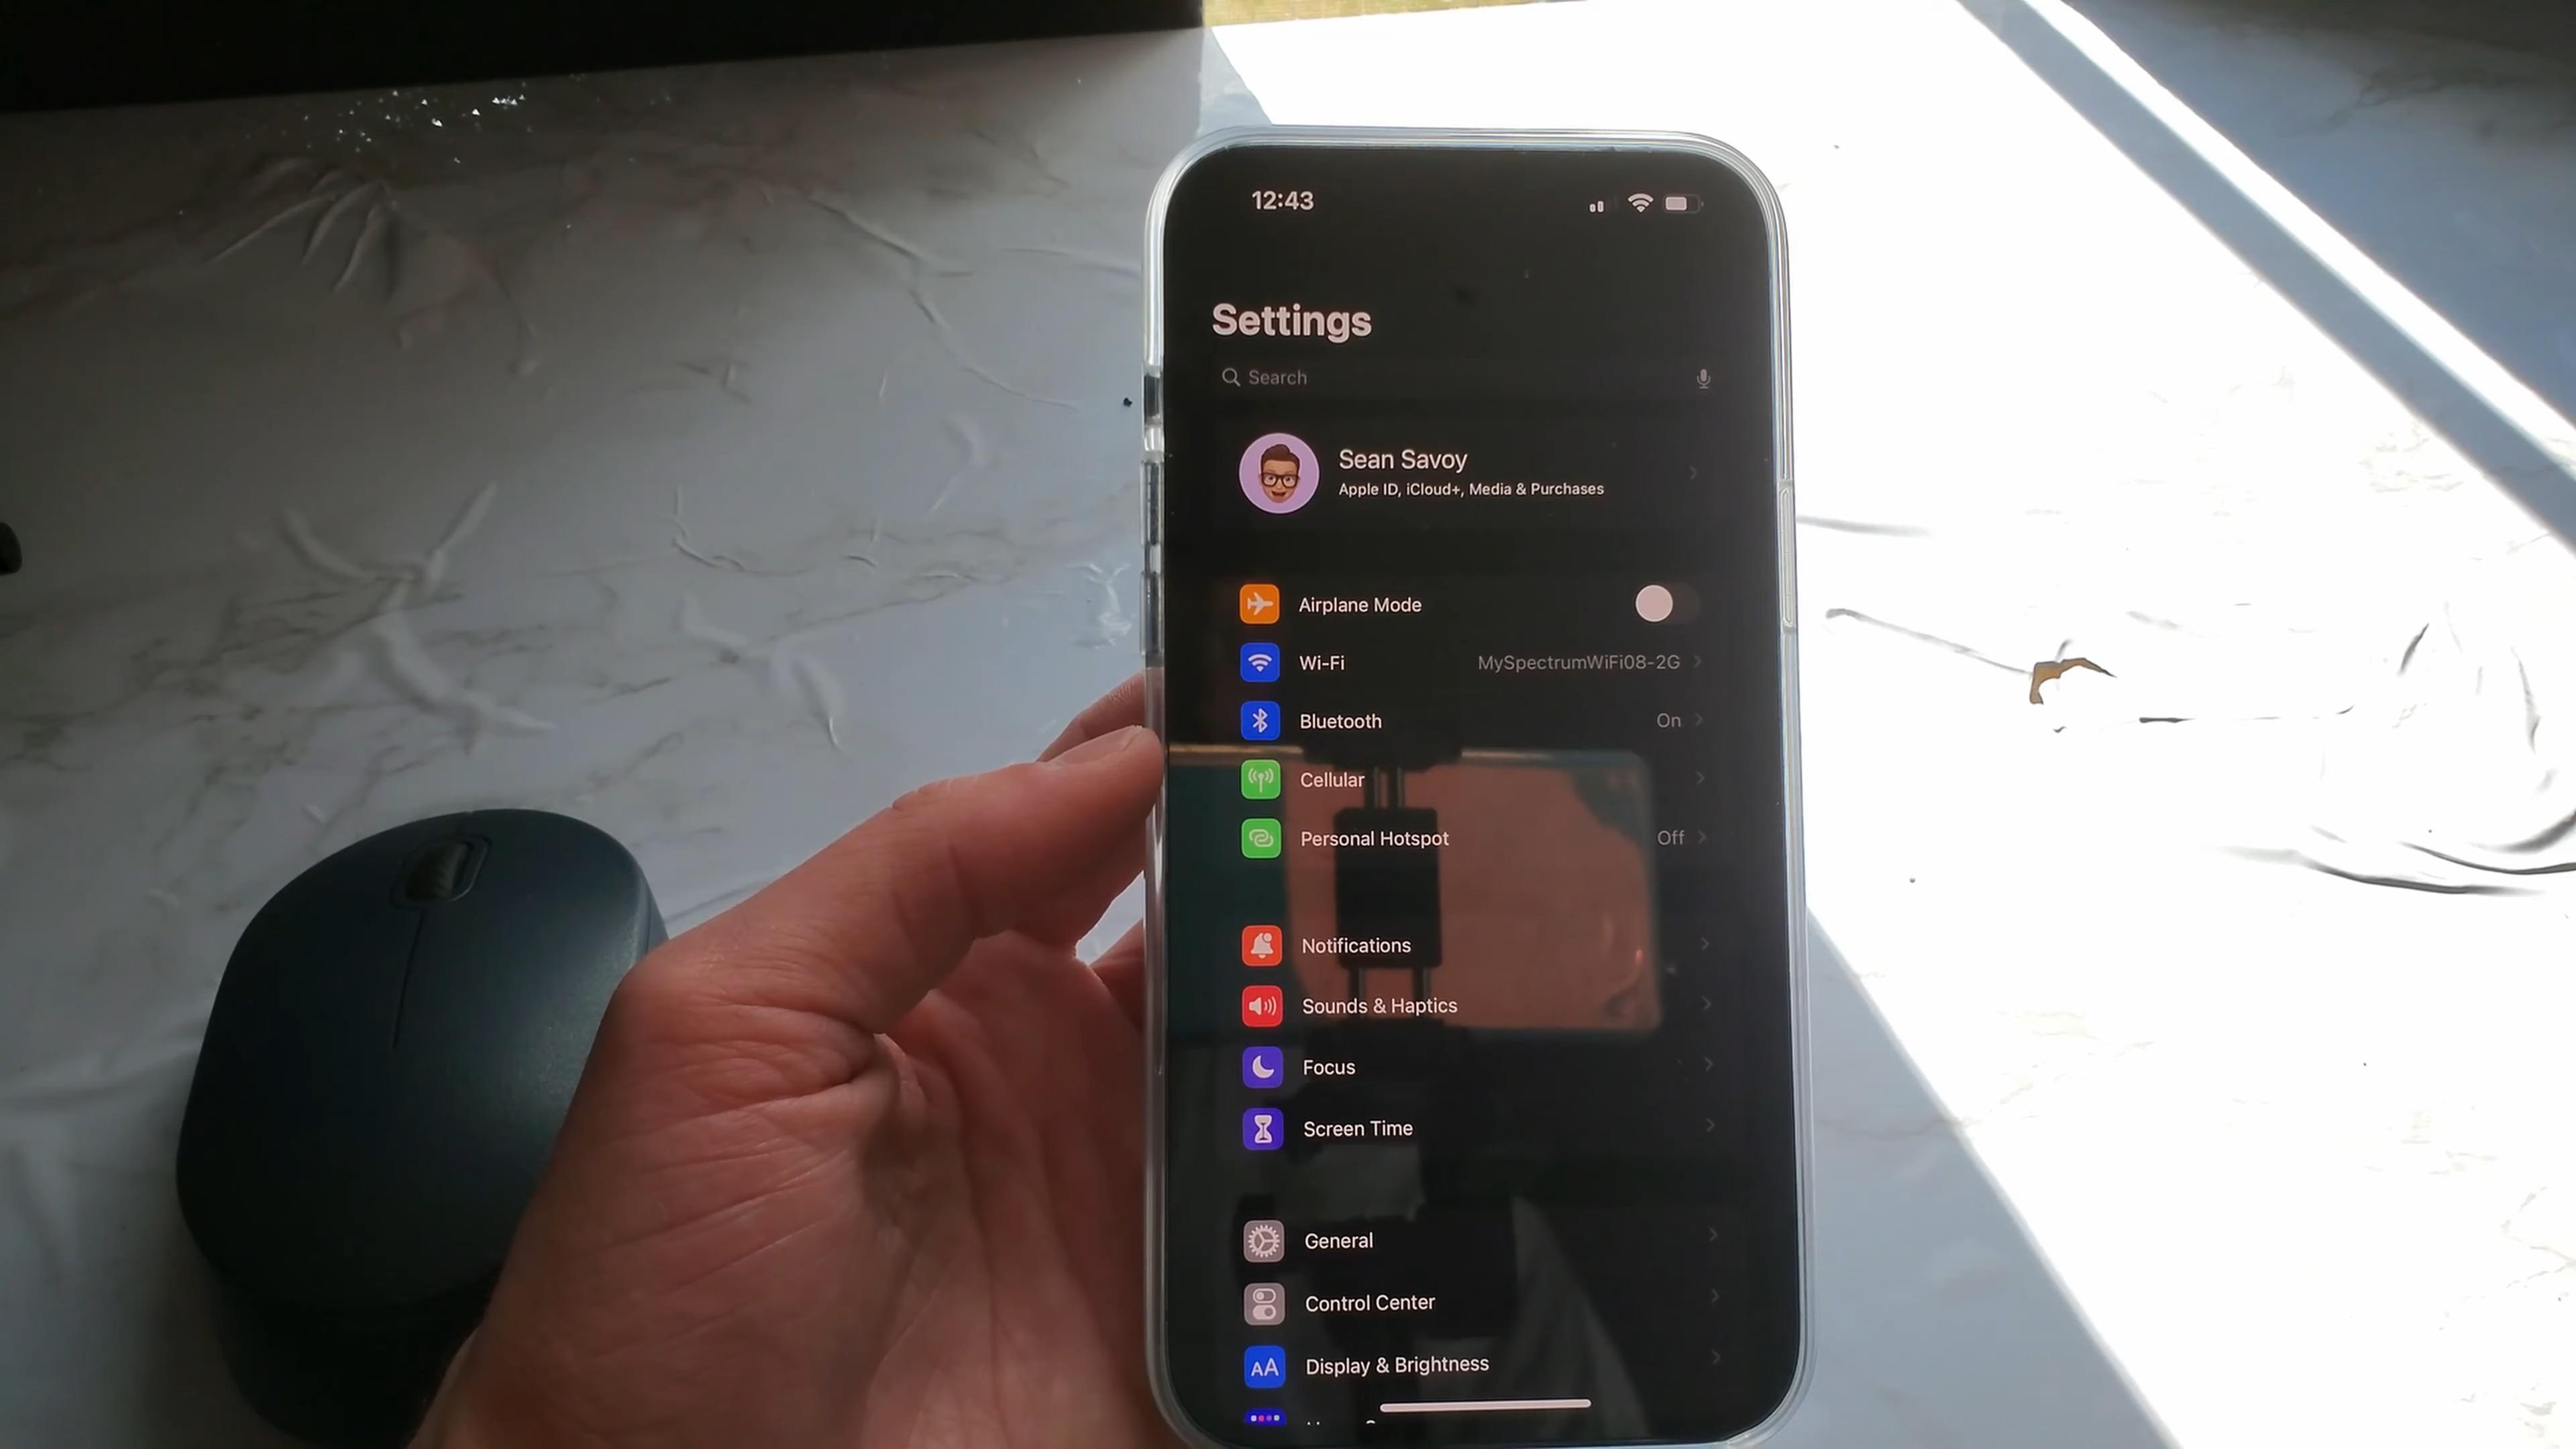 12:43
Settings
Search
Sean Savoy
Apple ID, iCloud+, Media & Purchases
Airplane Mode
Wi-Fi MySpectrumWiFi08-2G
Bluetooth On
Cellular
Personal Hotspot Off
Notifications
Sounds & Haptics
Focus
Screen Time
General
Control Center
AA Display & Brightness